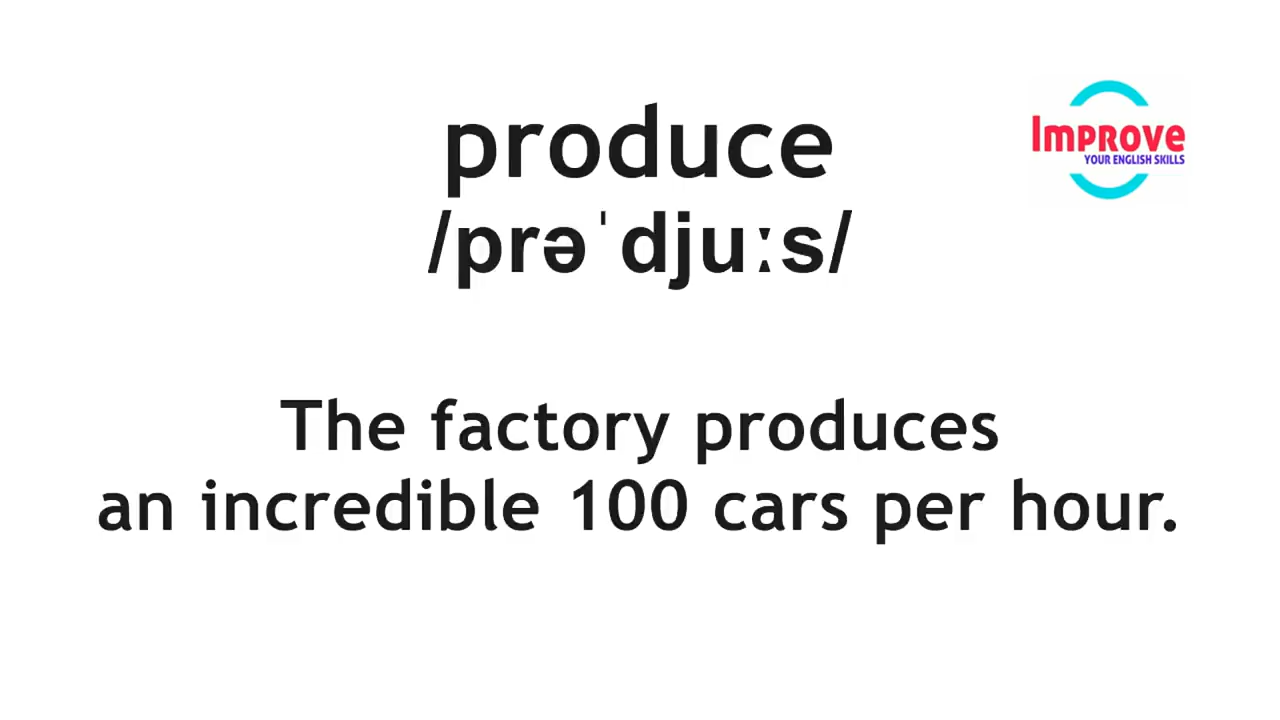 produce
Improve
YOUR ENGLISH SKILLS
/prəˈdjuːs/
The factory produces
an incredible 100 cars per hour.